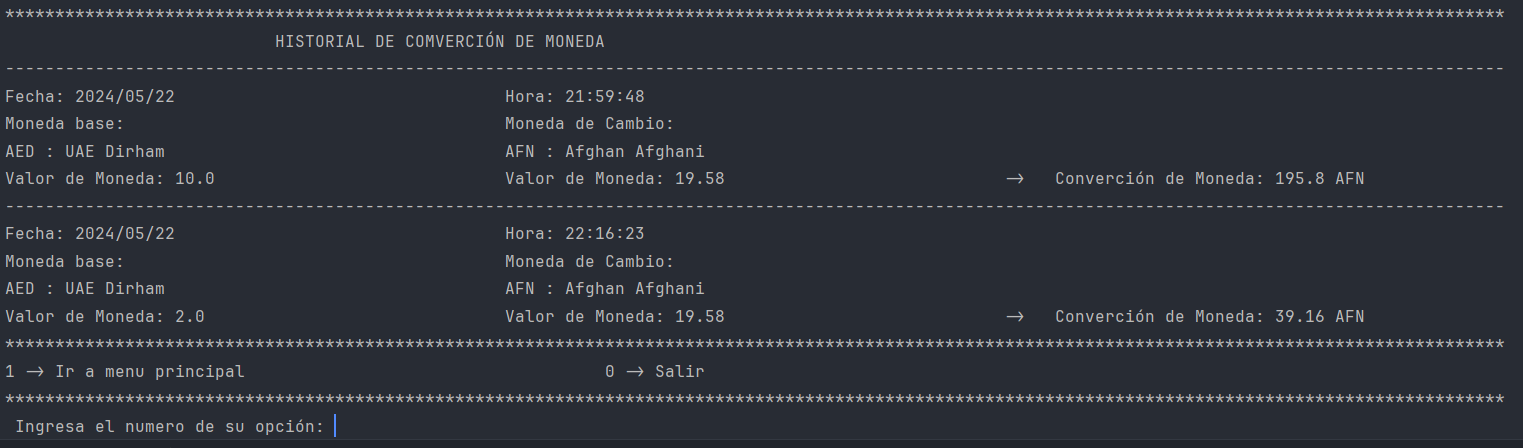 ******************************************************************************************************************************************************
HISTORIAL DE COMVERCIÓN DE MONEDA
------------------------------------------------------------------------------------------------------------------------------------------------------
Fecha: 2024/05/22 Hora: 21:59:48
Moneda base: Moneda de Cambio:
AED : UAE Dirham AFN : Afghan Afghani
Valor de Moneda: 10.0 Valor de Moneda: 19.58 -> Converción de Moneda: 195.8 AFN
------------------------------------------------------------------------------------------------------------------------------------------------------
Fecha: 2024/05/22 Hora: 22:16:23
Moneda base: Moneda de Cambio:
AED : UAE Dirham AFN : Afghan Afghani
Valor de Moneda: 2.0 Valor de Moneda: 19.58 -> Converción de Moneda: 39.16 AFN
******************************************************************************************************************************************************
1 -> Ir a menu principal 0 -> Salir
******************************************************************************************************************************************************
Ingresa el numero de su opción: